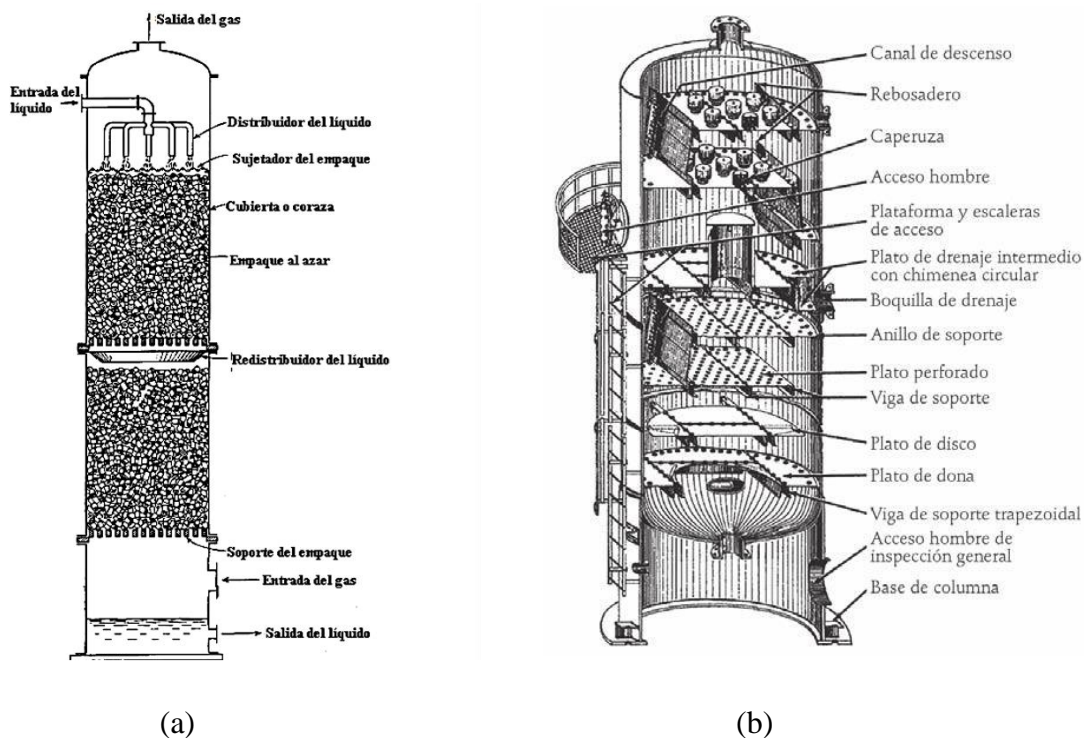 Salida del gas
Entrada del
líquido
Distribuidor del líquido
Sujetador del empaque
Cubierta o coraza
Empaque al azar
Redistribuidor del líquido
Soporte del empaque
Entrada del gas
Salida del líquido
(a)
Canal de descenso
Rebosadero
Caperuza
Acceso hombre
Plataforma y escaleras
de acceso
Plato de drenaje intermedio
con chimenea circular
Boquilla de drenaje
Anillo de soporte
Plato perforado
Viga de soporte
Plato de disco
Plato de dona
Viga de soporte trapezoidal
Acceso hombre de
inspección general
Base de columna
(b)